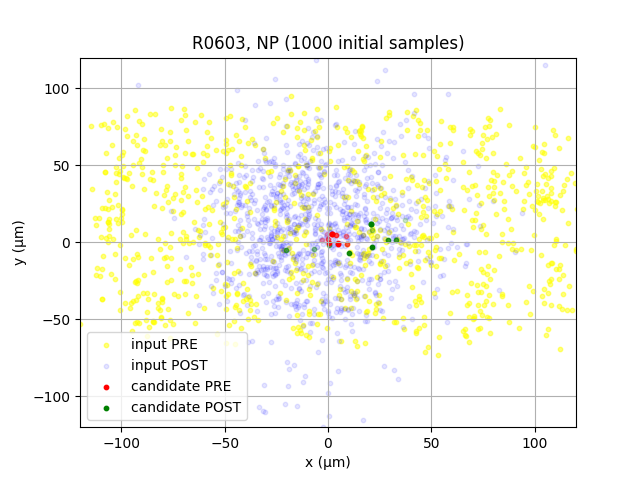 R0603, NP (1000 initial samples)
100
50
0
−50
−100
y (μm)
input PRE
input POST
candidate PRE
candidate POST
−100
−50
0
50
100
x (μm)